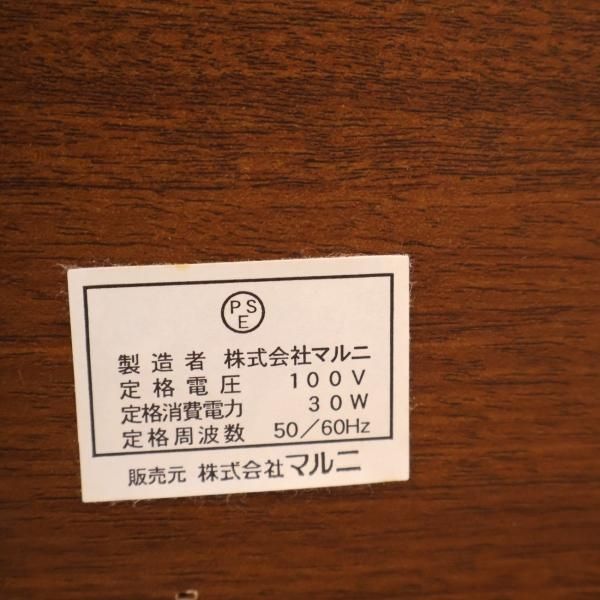 PSE
製造者 株式会社マルニ
定格電圧 100V
定格消費電力 30W
定格周波数 50/60Hz
販売元 株式会社マルニ